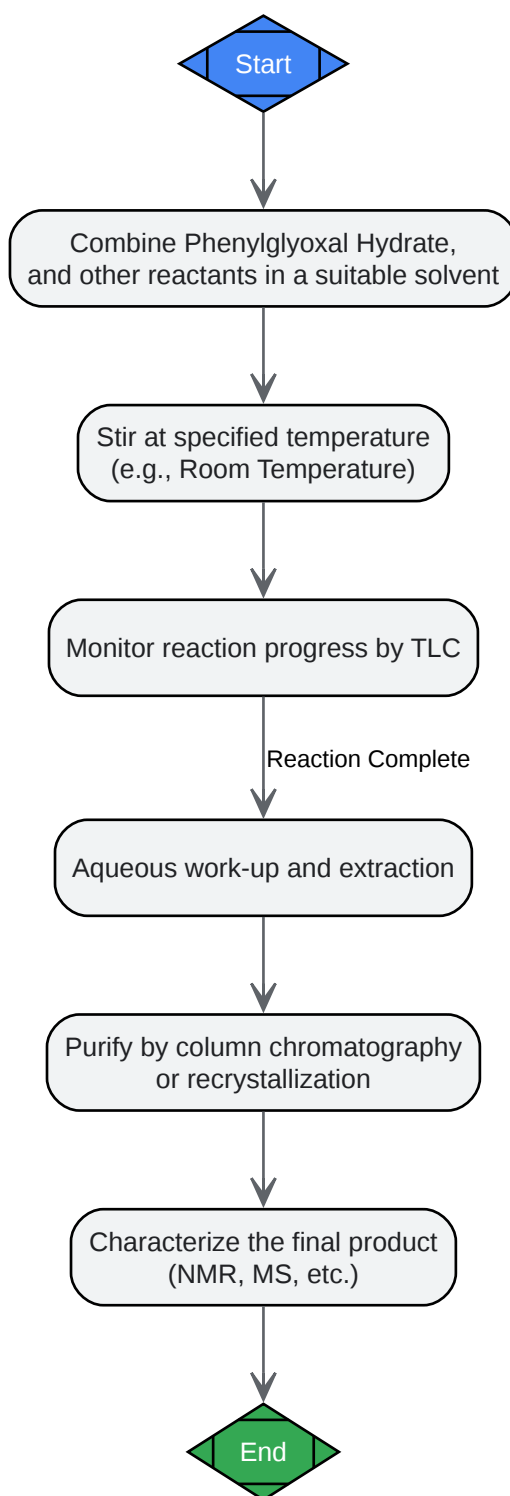 Start
Combine Phenylglyoxal Hydrate,
and other reactants in a suitable solvent
Stir at specified temperature
(e.g., Room Temperature)
Monitor reaction progress by TLC
Reaction Complete
Aqueous work-up and extraction
Purify by column chromatography
or recrystallization
Characterize the final product
(NMR, MS, etc.)
End